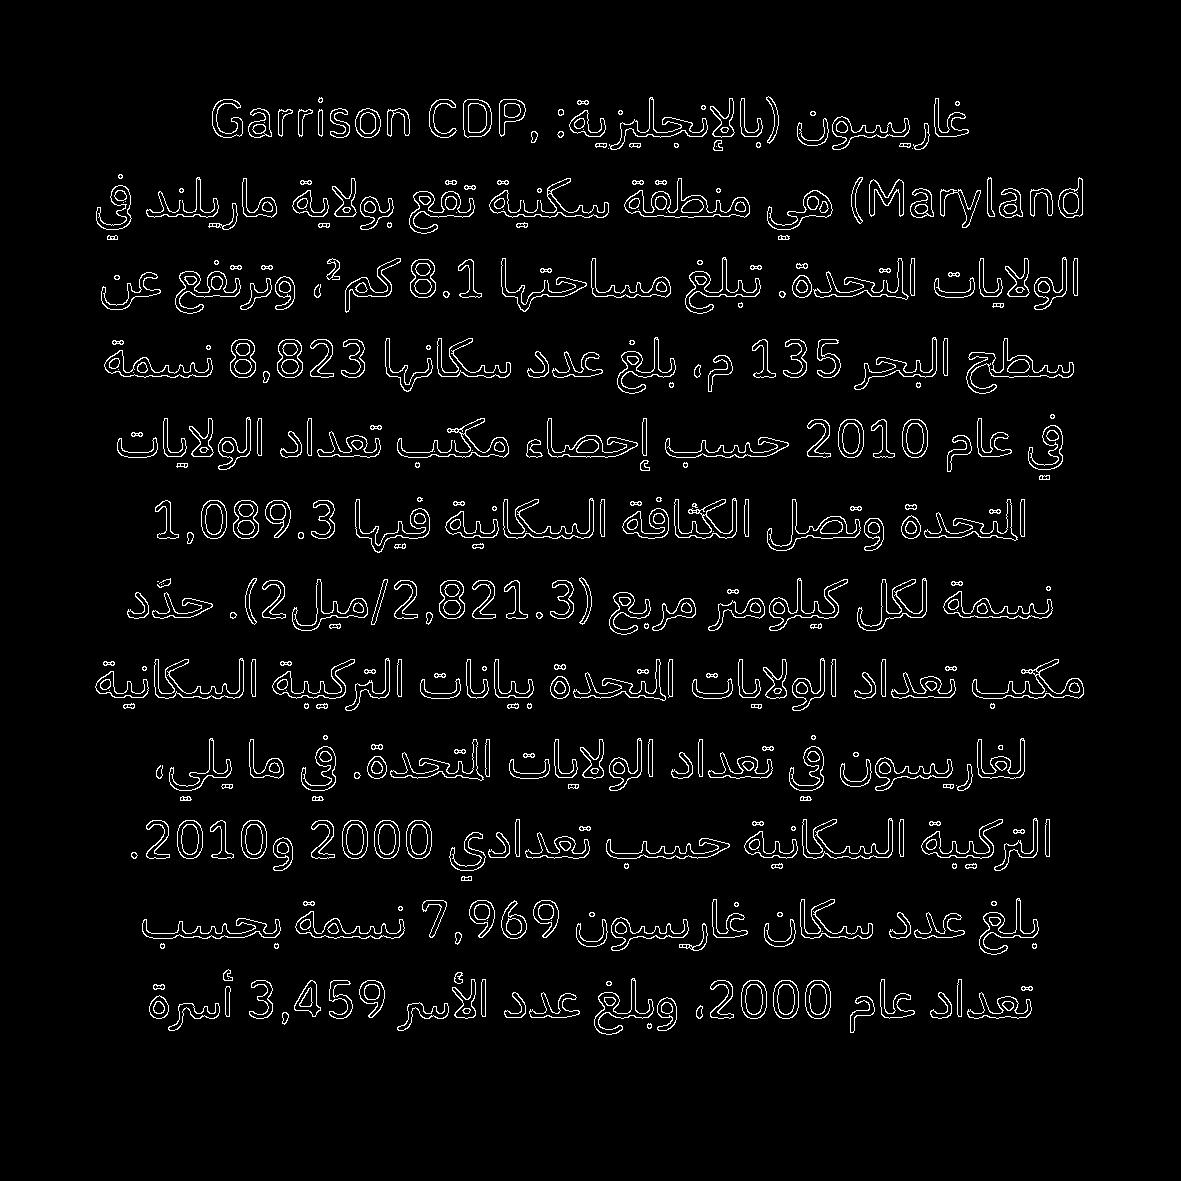 غاريسون (بالإنجليزية: Garrison CDP,
Maryland) هي منطقة سكنية تقع بولاية ماريلند في
الولايات المتحدة. تبلغ مساحتها 8.1 كم²، وترتفع عن
سطح البحر 135 م، بلغ عدد سكانها 8,823 نسمة
في عام 2010 حسب إحصاء مكتب تعداد الولايات
المتحدة وتصل الكثافة السكانية فيها 1,089.3
نسمة لكل كيلومتر مربع (2,821.3/ميل2). حدّد
مكتب تعداد الولايات المتحدة بيانات التركيبة السكانية
لغاريسون في تعداد الولايات المتحدة. في ما يلي،
التركيبة السكانية حسب تعدادي 2000 و2010.
بلغ عدد سكان غاريسون 7,969 نسمة بحسب
تعداد عام 2000، وبلغ عدد الأسر 3,459 أسرة